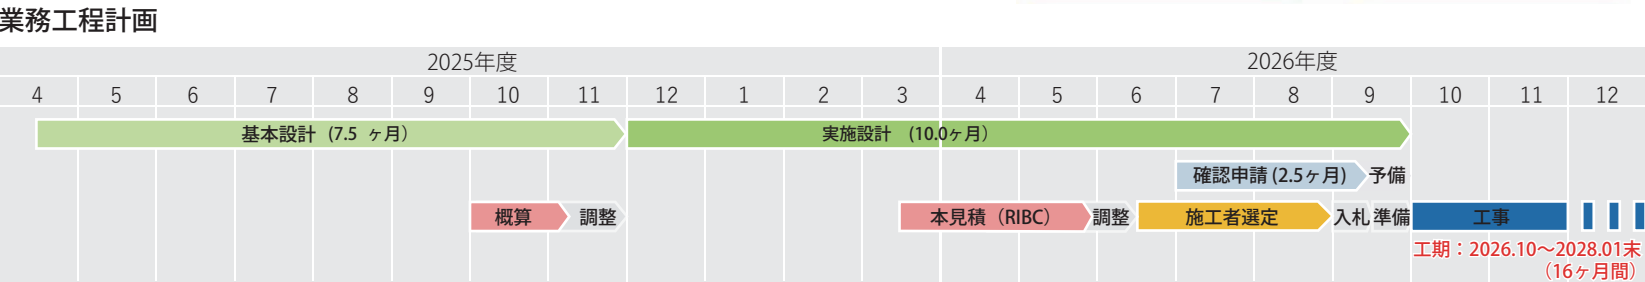 業務工程計画
2025年度 2026年度
4 5 6 7 8 9 10 11 12 1 2 3 4 5 6 7 8 9 10 11 12
基本設計（7.5 ヶ月） 実施設計 （10.0ヶ月）
確認申請(2.5ヶ月) 予備
概算 調整 本見積（RIBC） 調整 施工者選定 入札 準備 工事
工期：2026.10～2028.01末
（16ヶ月間）